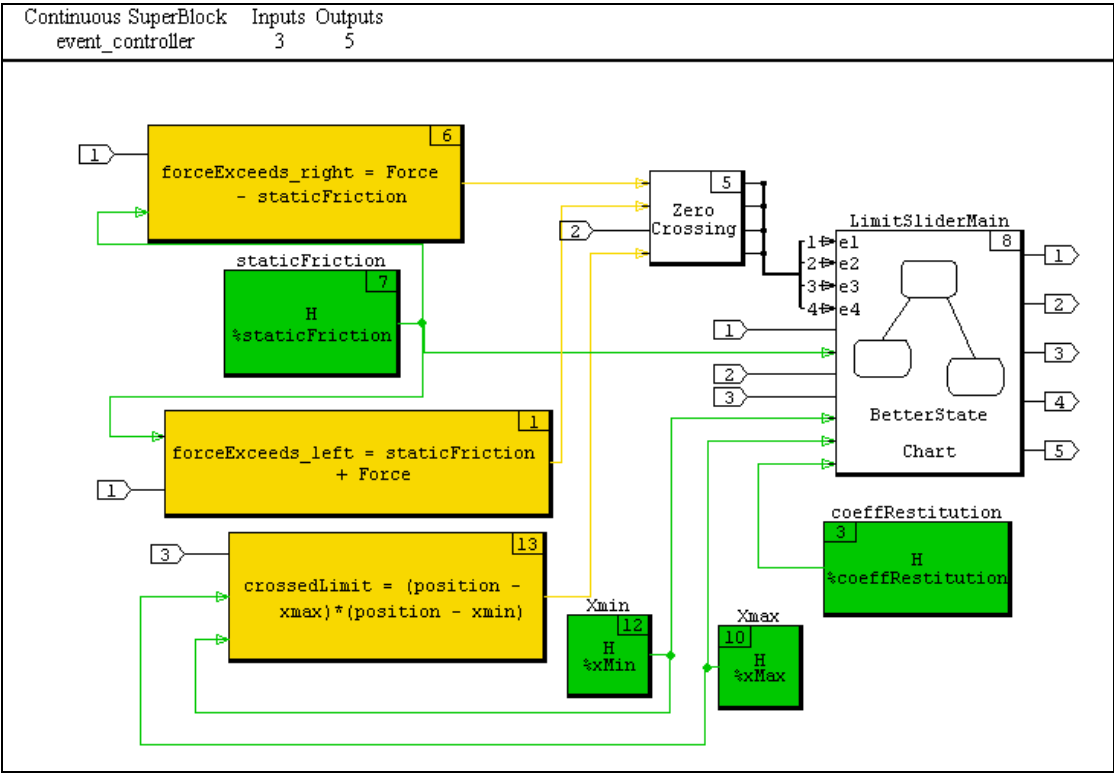 Continuous SuperBlock Inputs Outputs
event_controller 3 5
6
1
forceExceeds_right = Force
- staticFriction
5
Zero
Crossing
2
LimitSliderMain
8
1 e1
2 e2
3 e3
4 e4
1
2
3
BetterState
Chart
1
2
3
4
5
staticFriction
7
H
%staticFriction
1
forceExceeds_left = staticFriction
+ Force
1
13
3
crossedLimit = (position -
xmax)*(position - xmin)
coeffRestitution
3
H
%coeffRestitution
Xmin
12
H
%xMin
Xmax
10
H
%xMax